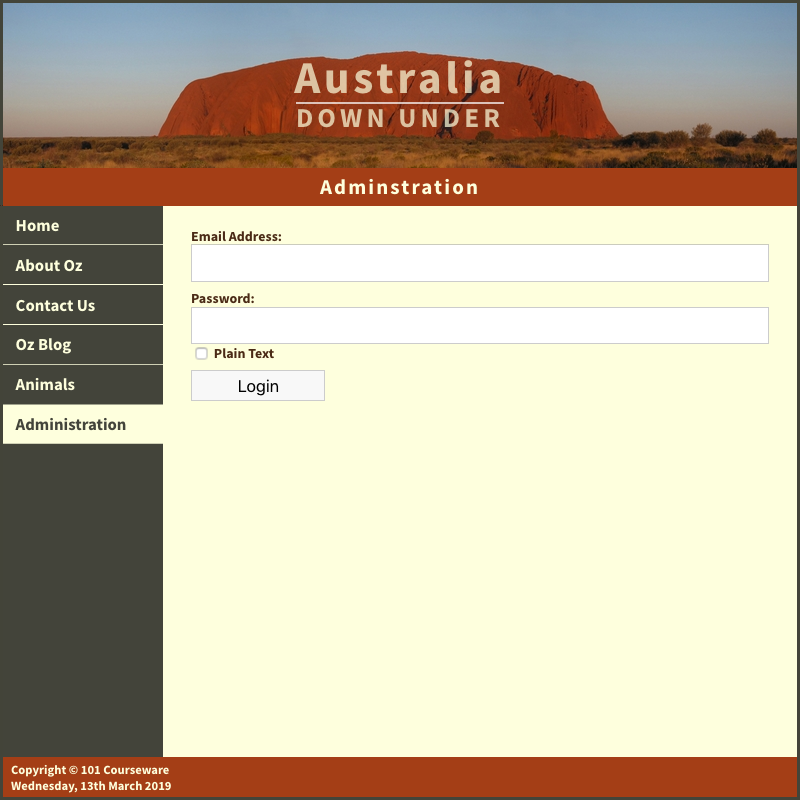 Australia
DOWN UNDER
Adminstration
Home
About Oz
Contact Us
Oz Blog
Animals
Administration
Email Address:
Password:
Plain Text
Login
Copyright © 101 Courseware
Wednesday, 13th March 2019